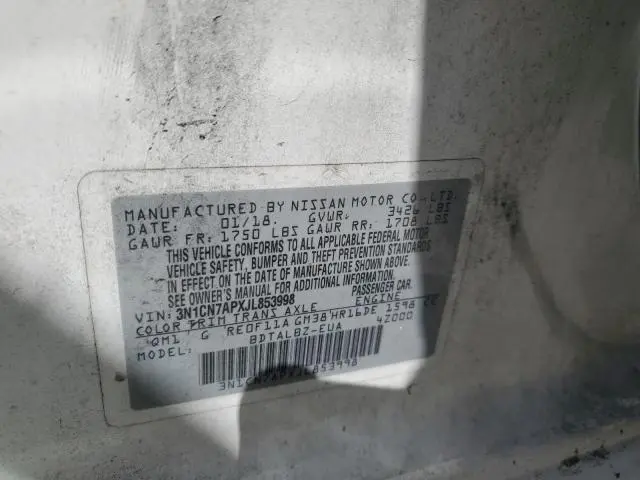 MANUFACTURED BY NISSAN MOTOR CO., LTD.
DATE: 01/18. GVWR: 3426 LBS
GAWR FR: 1750 LBS GAWR RR: 1708 LBS
THIS VEHICLE CONFORMS TO ALL APPLICABLE FEDERAL MOTOR
VEHICLE SAFETY, BUMPER AND THEFT PREVENTION STANDARDS
IN EFFECT ON THE DATE OF MANUFACTURE SHOWN ABOVE.
SEE OWNER'S MANUAL FOR ADDITIONAL INFORMATION.
VIN: 3N1CN7APXJL853998 PASSENGER CAR
COLOR TRIM TRANS AXLE ENGINE
QM1 G RE0F11A GM38 HR16DE 1598 CC
BDTALBZ-EUA 4Z000
3N1CN7APXJL853998